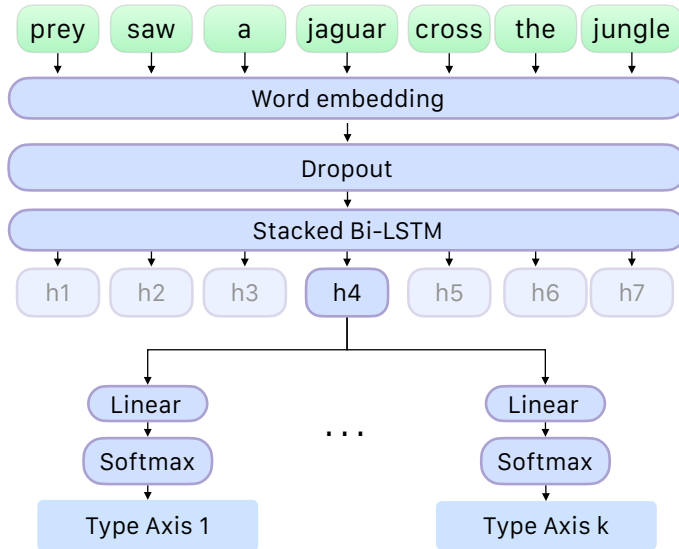 prey saw a jaguar cross the jungle
Word embedding
Dropout
Stacked Bi-LSTM
h1 h2 h3 h4 h5 h6 h7
Linear Linear
...
Softmax Softmax
Type Axis 1 Type Axis k